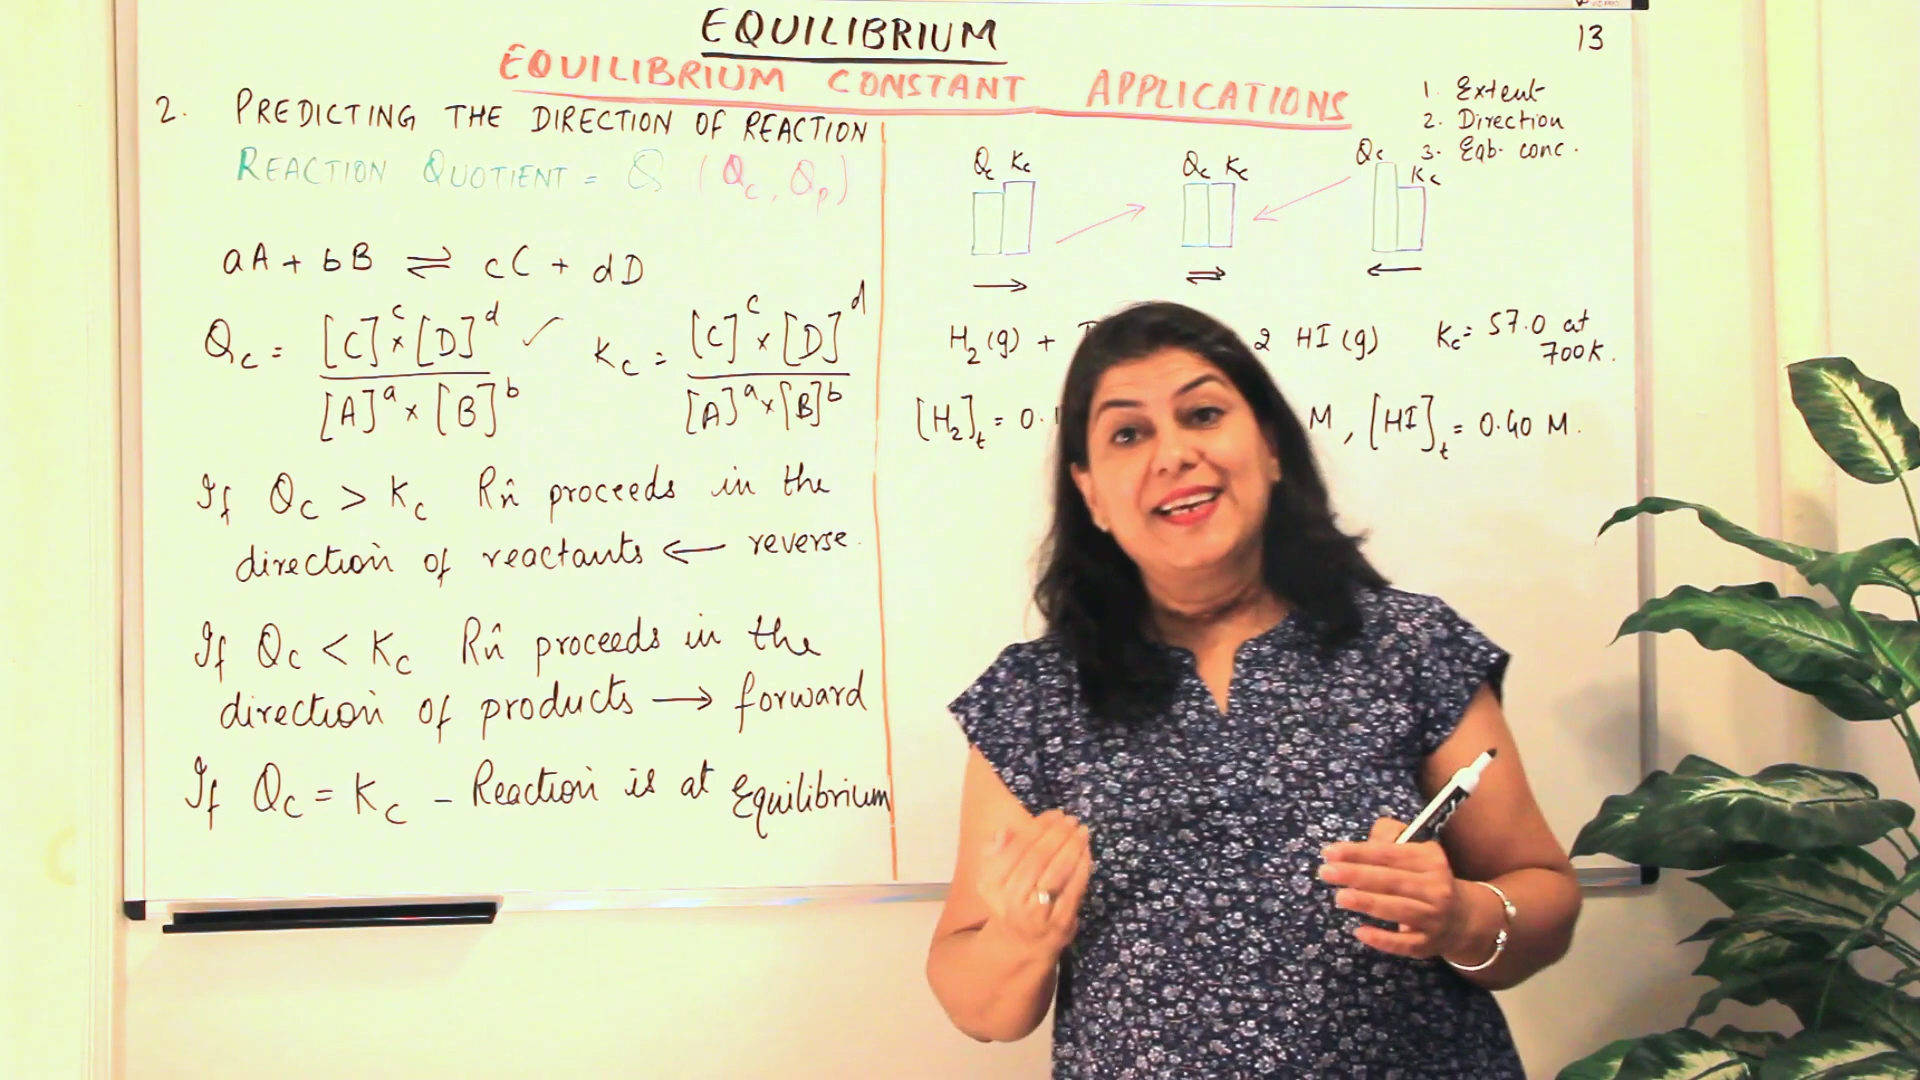 EQUILIBRIUM
13
EQUILIBRIUM CONSTANT APPLICATIONS
1. Extent
2. Direction
3. Eqb. conc.
2. PREDICTING THE DIRECTION OF REACTION
REACTION QUOTIENT = Q (Qc, Qp)
aA + bB ⇌ cC + dD
Qc = [C]^c × [D]^d / [A]^a × [B]^b ✓
Kc = [C]^c × [D]^d / [A]^a × [B]^b
If Qc > Kc Rn̂ proceeds in the
direction of reactants ← reverse.
If Qc < Kc Rn̂ proceeds in the
direction of products → forward
If Qc = Kc – Reaction is at Equilibrium
Qc Kc
→
Qc Kc
⇌
Qc
Kc
←
H₂(g) + 2 HI(g) Kc = 57.0 at
700K.
[H₂]t = 0.1 M, [HI]t = 0.40 M.